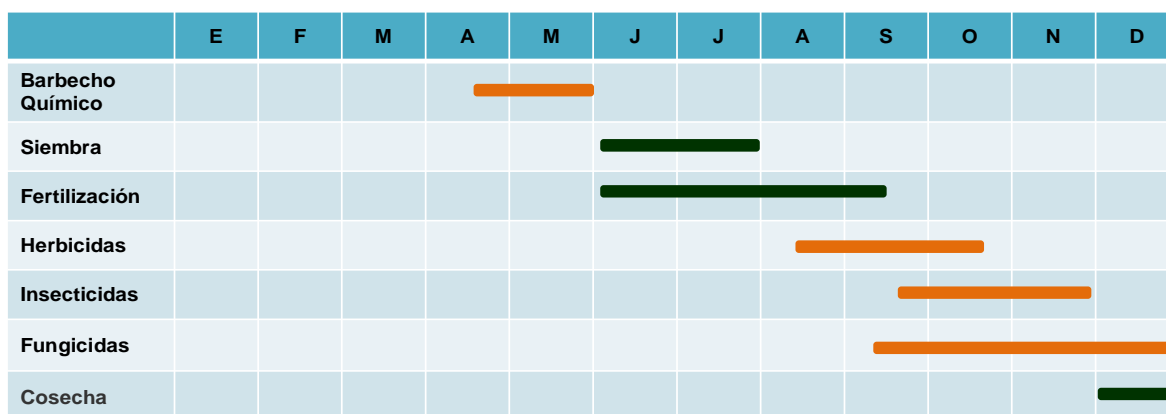 E F M A M J J A S O N D
Barbecho
Químico
Siembra
Fertilización
Herbicidas
Insecticidas
Fungicidas
Cosecha